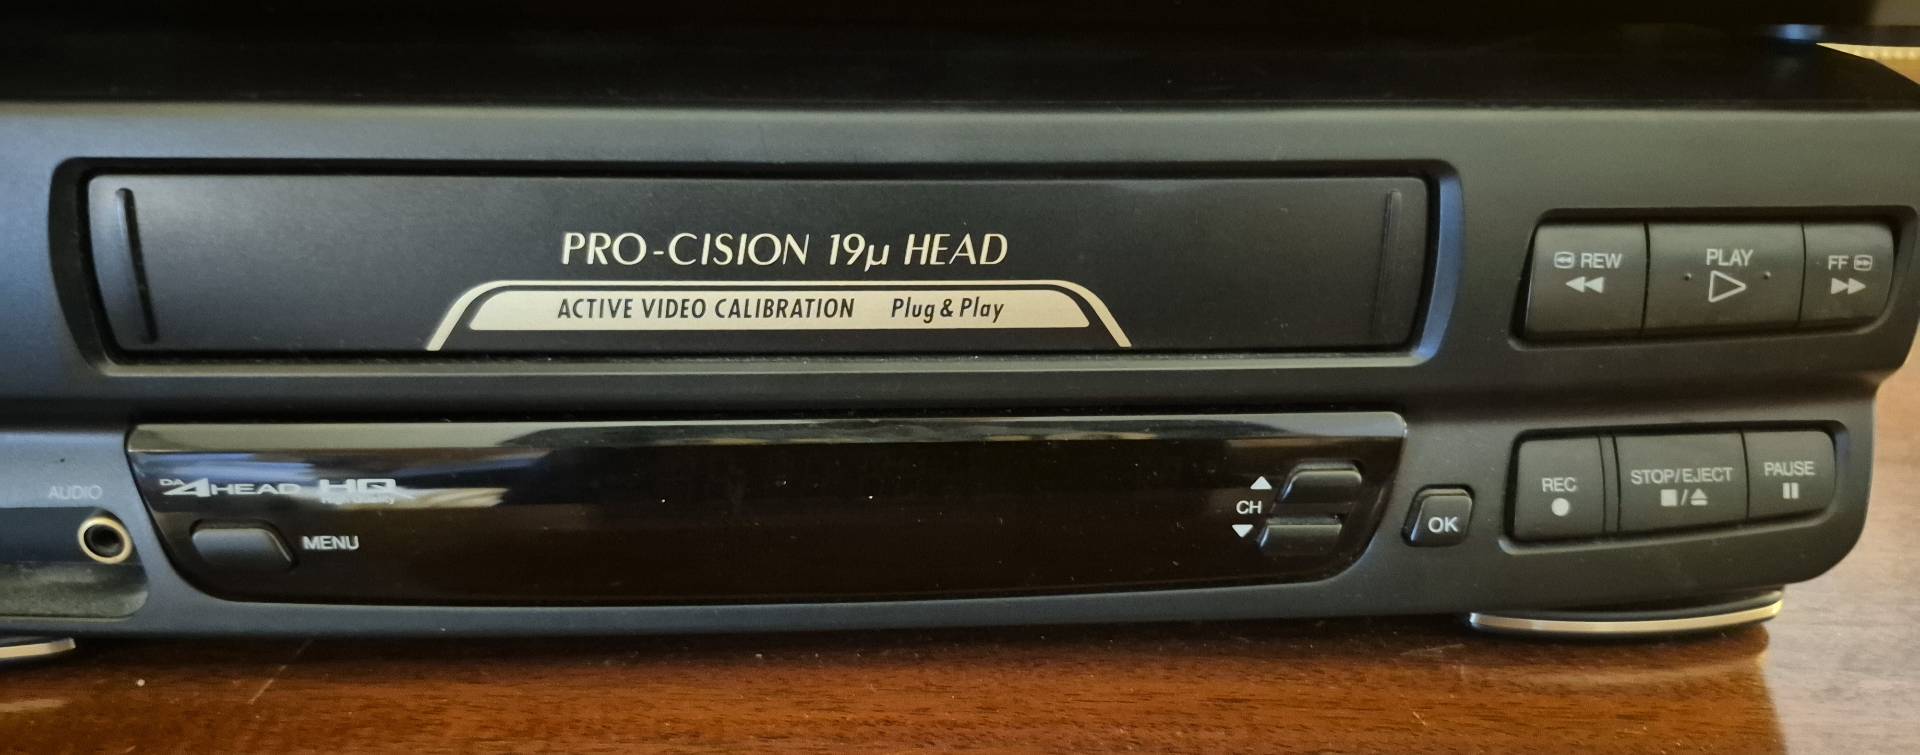 PRO-CISION 19µ HEAD
ACTIVE VIDEO CALIBRATION Plug & Play
REW
PLAY
FF
AUDIO
DA4HEAD HQ
MENU
CH
OK
REC
STOP/EJECT
PAUSE